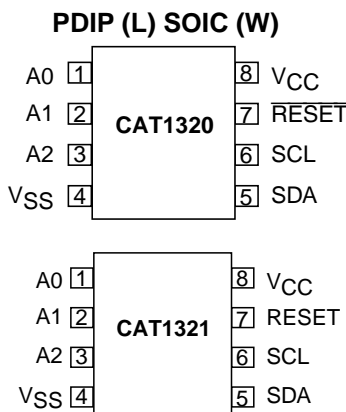 PDIP (L) SOIC (W)
A0 1 8 VCC
A1 2 CAT1320 7 R̅E̅S̅E̅T̅
A2 3 6 SCL
VSS 4 5 SDA
A0 1 8 VCC
A1 2 CAT1321 7 RESET
A2 3 6 SCL
VSS 4 5 SDA